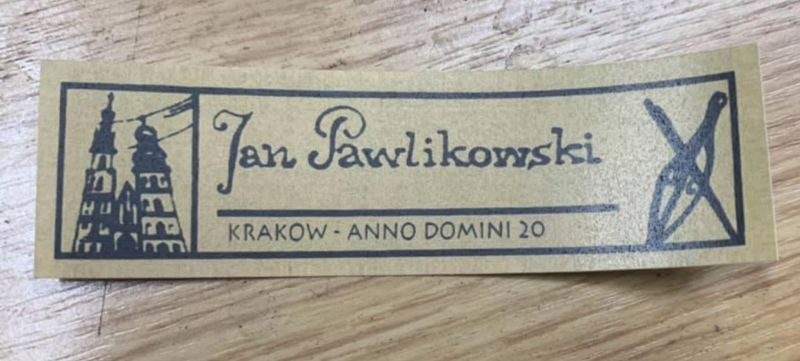 Jan Pawlikowski
KRAKOW - ANNO DOMINI 20